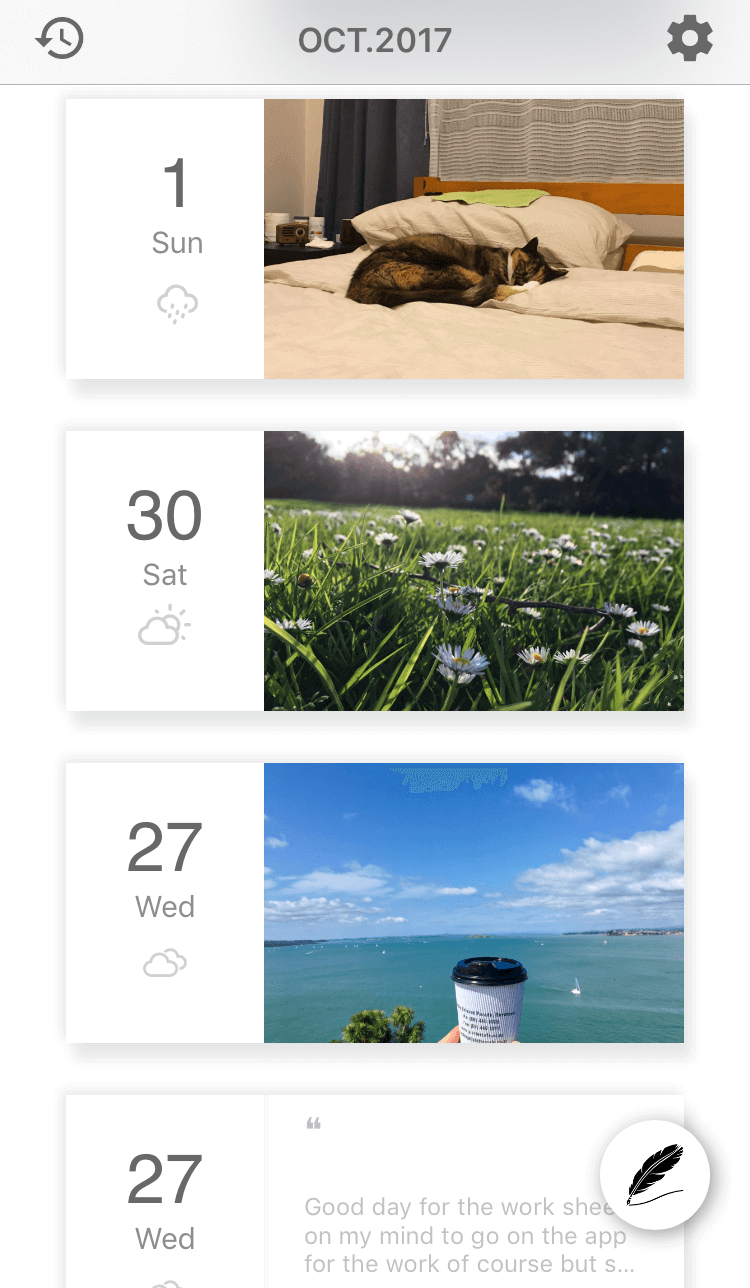 OCT.2017
1
Sun
30
Sat
27
Wed
27
Wed
❝
Good day for the work shee
on my mind to go on the app
for the work of course but s...